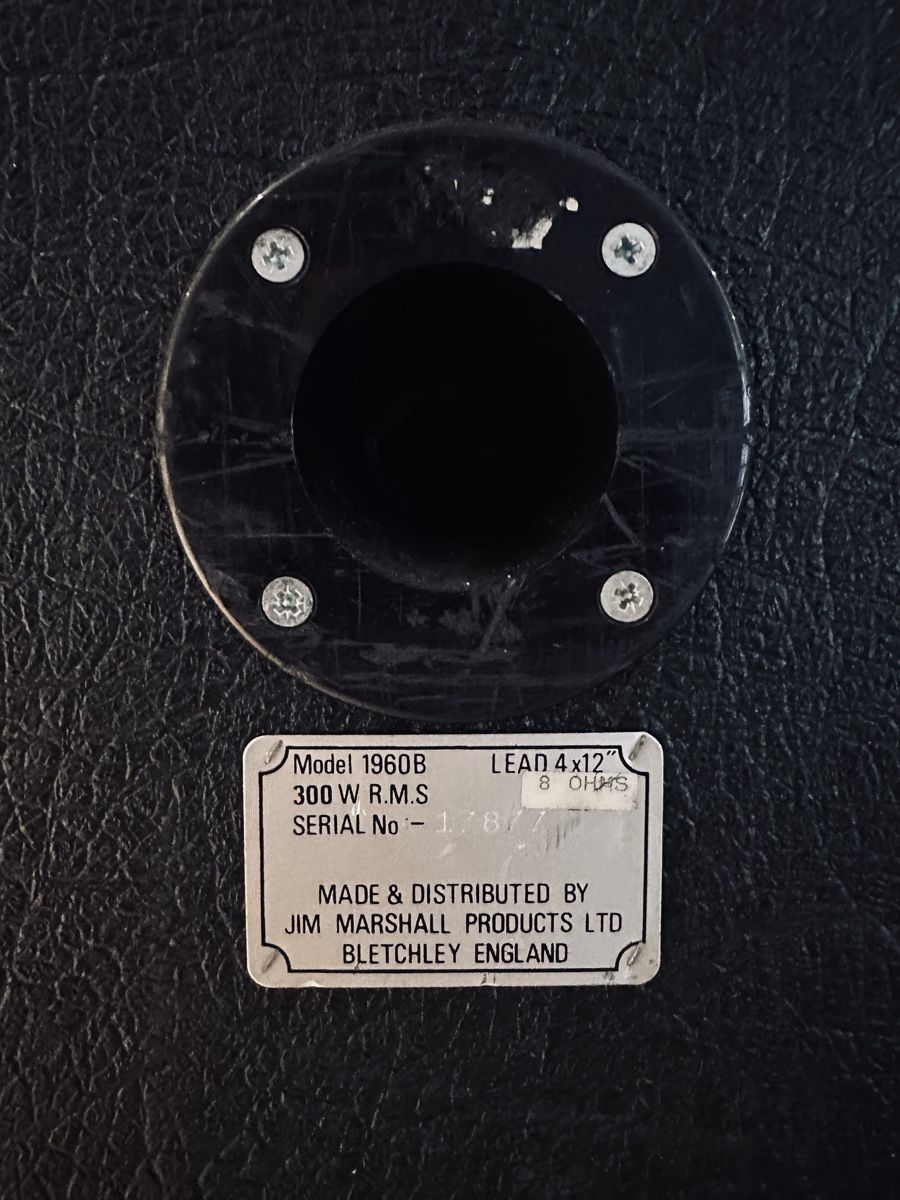 Model 1960B LEAD 4x12"
8 OHMS
300 W R.M.S
SERIAL No :-
MADE & DISTRIBUTED BY
JIM MARSHALL PRODUCTS LTD
BLETCHLEY ENGLAND